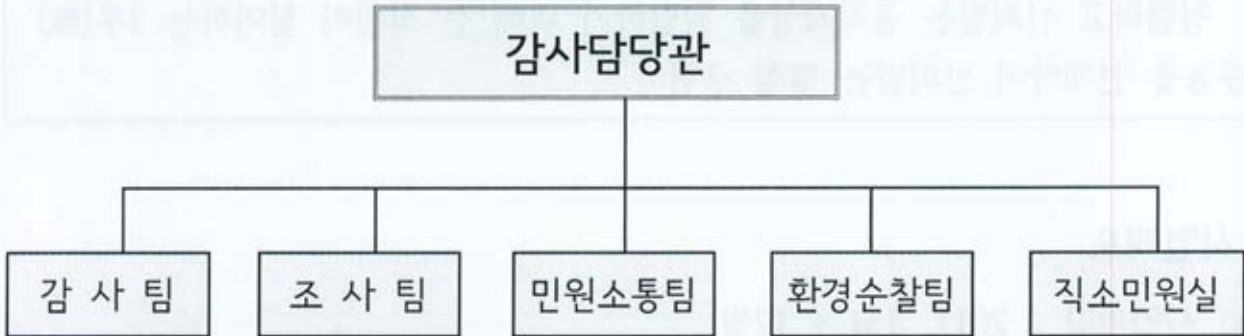 감사담당관
감 사 팀
조 사 팀
민원소통팀
환경순찰팀
직소민원실